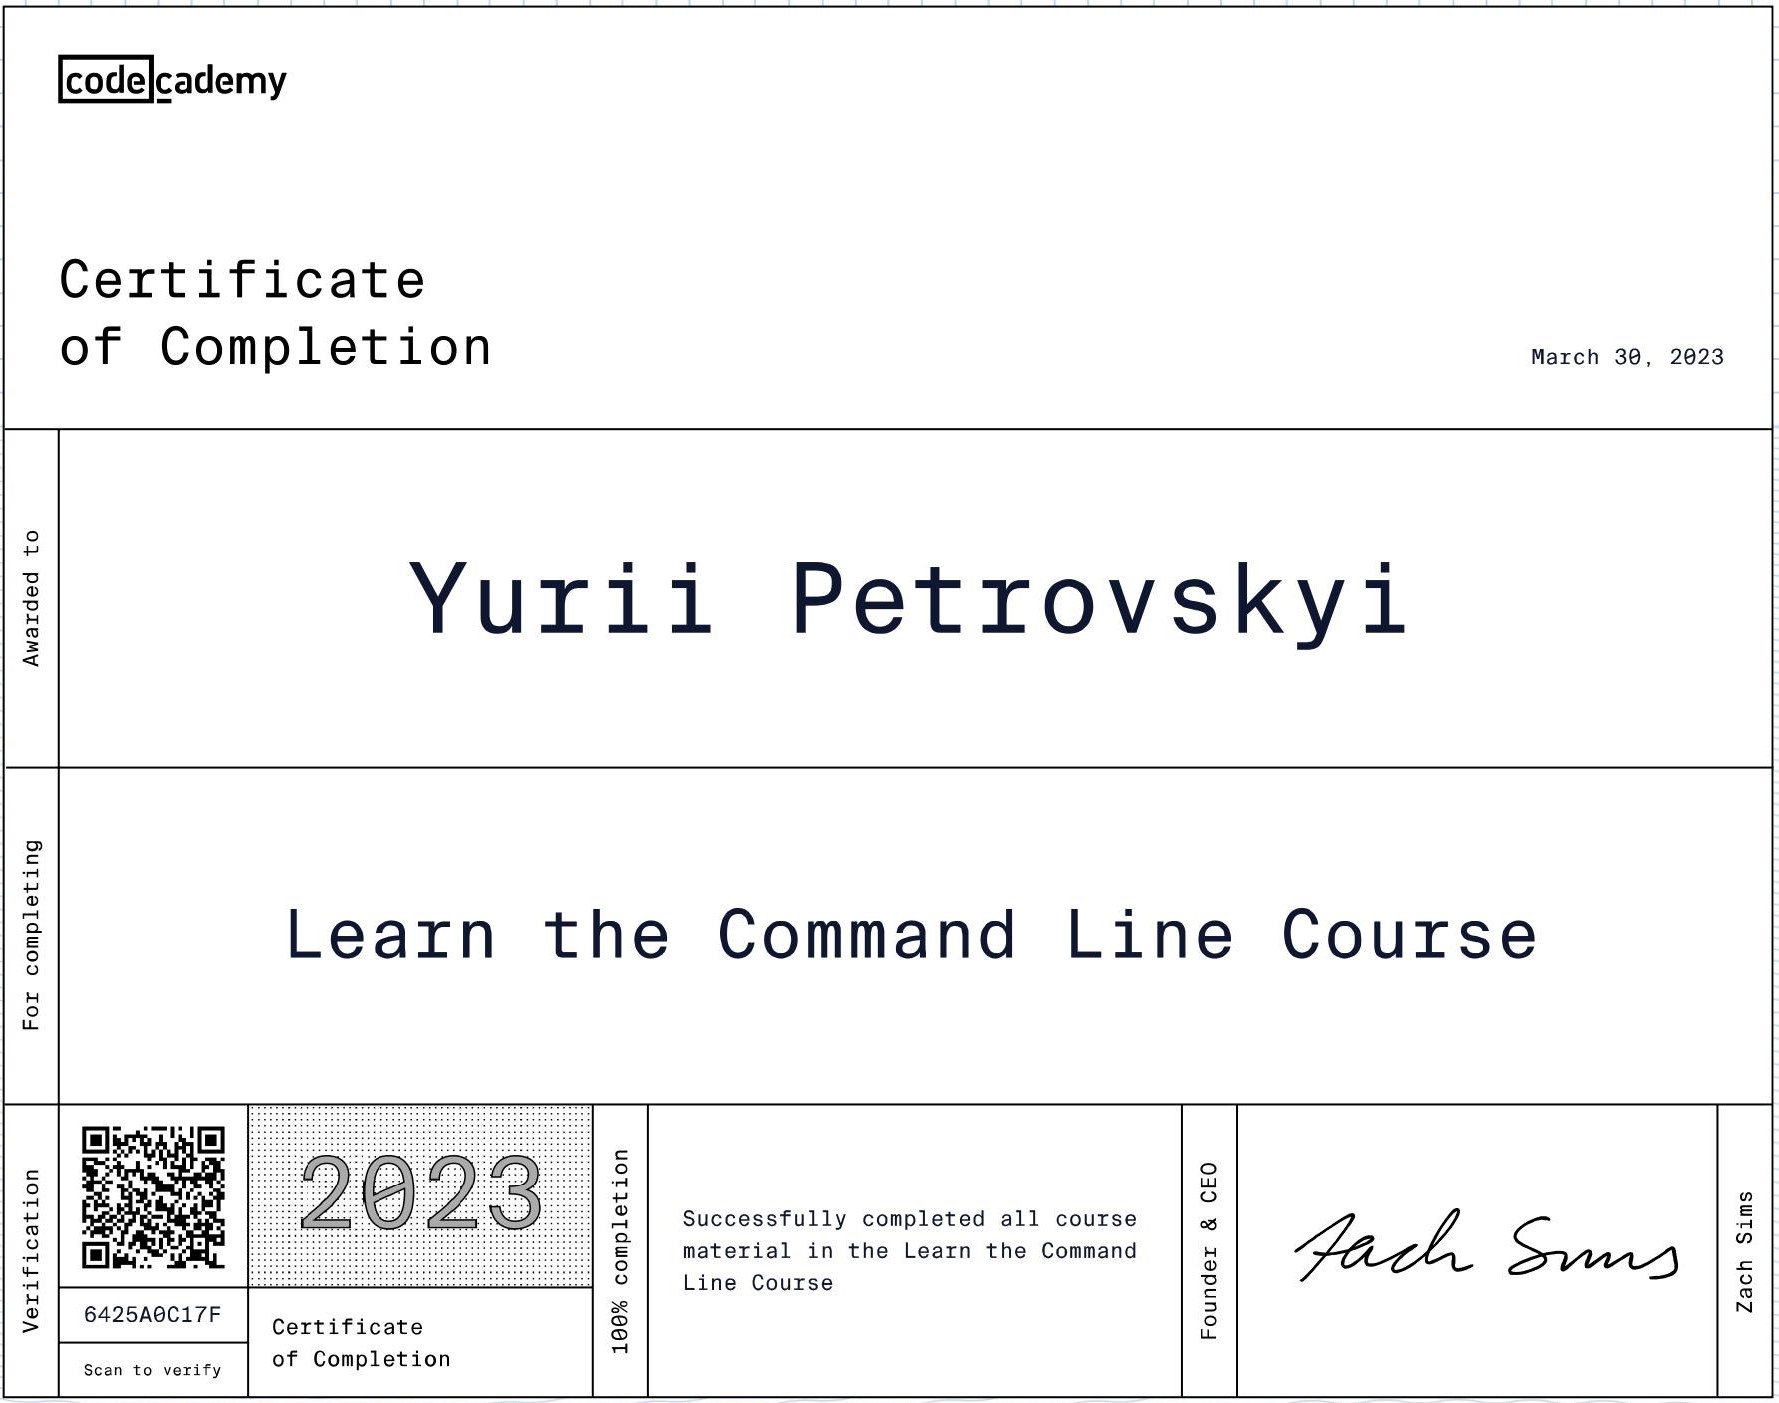 codecademy
Certificate
of Completion
March 30, 2023
Awarded to
Yurii Petrovskyi
For completing
Learn the Command Line Course
Verification
6425A0C17F
Scan to verify
2023
Certificate
of Completion
100% completion
Successfully completed all course
material in the Learn the Command
Line Course
Founder & CEO
Zach Sims
Zach Sims